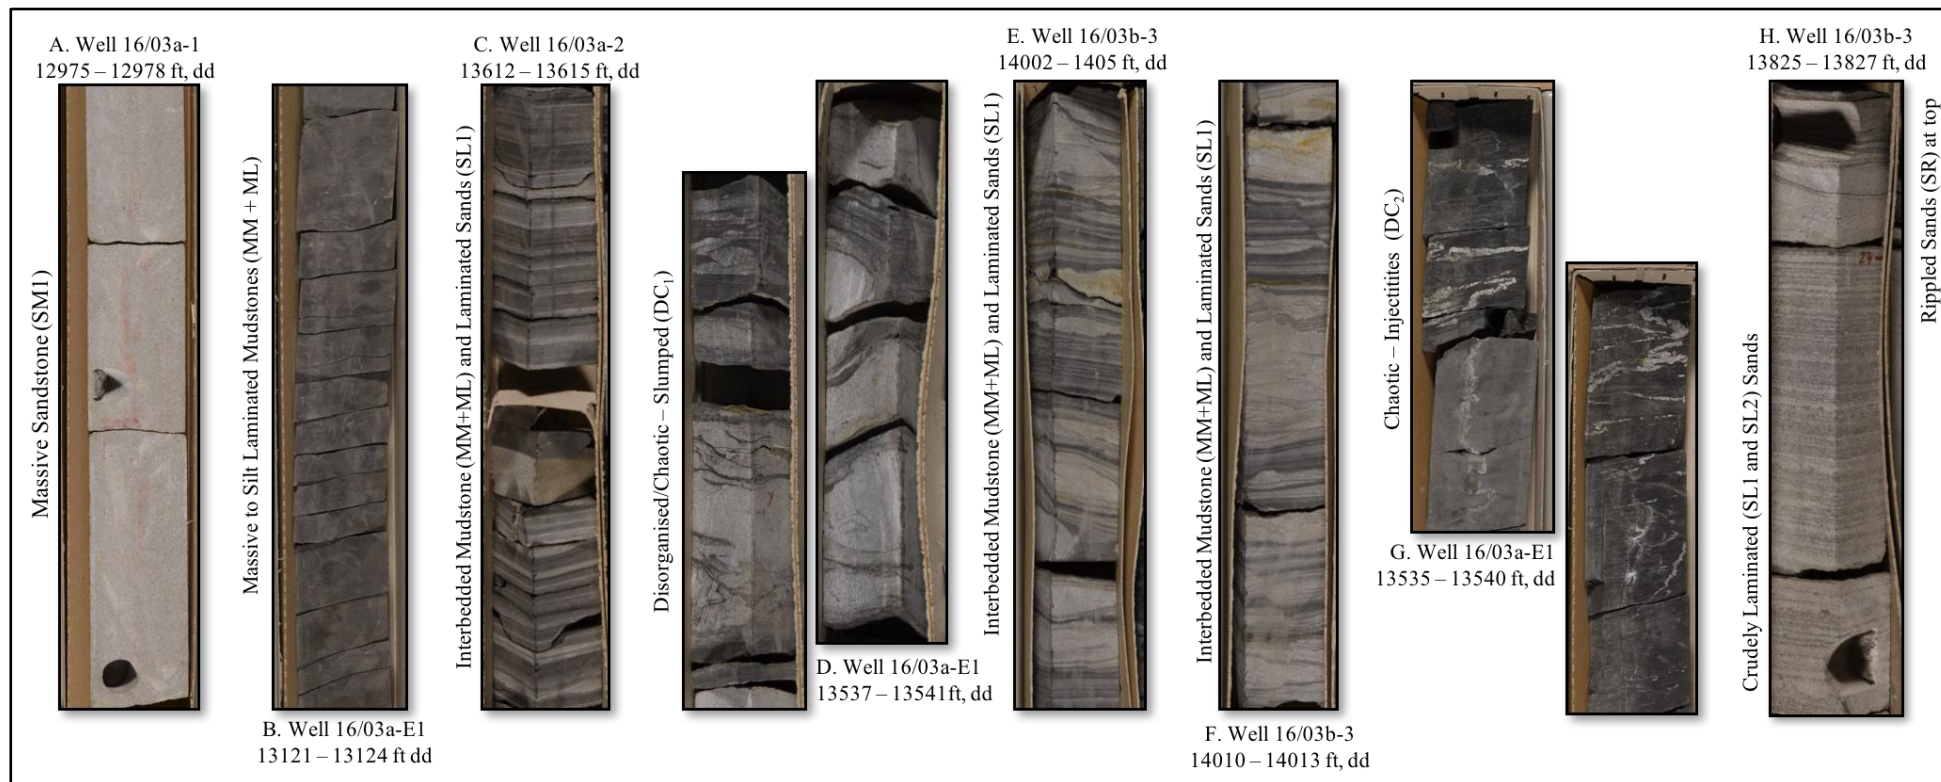 A. Well 16/03a-1
12975 – 12978 ft, dd
Massive Sandstone (SM1)
Massive to Silt Laminated Mudstones (MM + ML)
B. Well 16/03a-E1
13121 – 13124 ft dd
C. Well 16/03a-2
13612 – 13615 ft, dd
Interbedded Mudstone (MM+ML) and Laminated Sands (SL1)
Disorganised/Chaotic – Slumped (DC1)
D. Well 16/03a-E1
13537 – 13541ft, dd
E. Well 16/03b-3
14002 – 1405 ft, dd
Interbedded Mudstone (MM+ML) and Laminated Sands (SL1)
Interbedded Mudstone (MM+ML) and Laminated Sands (SL1)
F. Well 16/03b-3
14010 – 14013 ft, dd
Chaotic – Injectitites (DC2)
G. Well 16/03a-E1
13535 – 13540 ft, dd
H. Well 16/03b-3
13825 – 13827 ft, dd
Crudely Laminated (SL1 and SL2) Sands
Rippled Sands (SR) at top